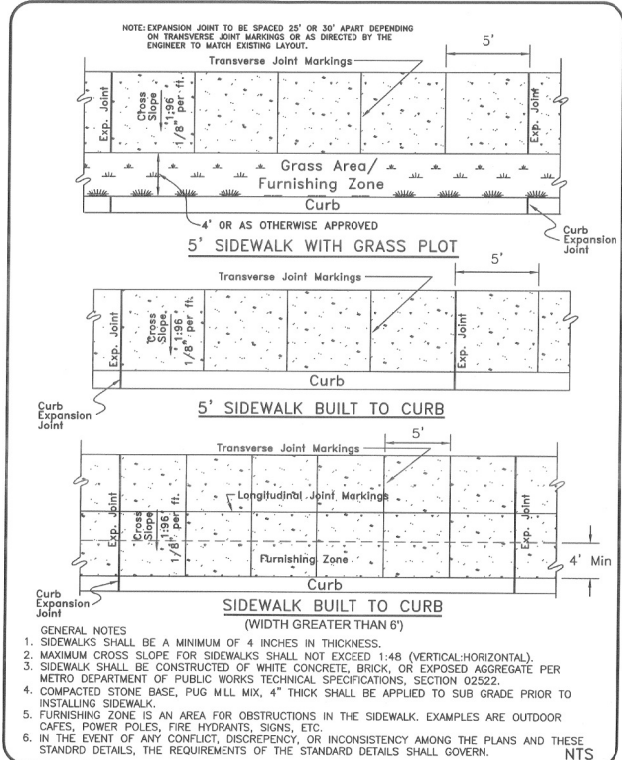 NOTE: EXPANSION JOINT TO BE SPACED 25' OR 30' APART DEPENDING
ON TRANSVERSE JOINT MARKINGS OR AS DIRECTED BY THE
ENGINEER TO MATCH EXISTING LAYOUT.
5'
Transverse Joint Markings
Exp. Joint
Cross
Slope
1:96
1/8" per ft.
Exp. Joint
Grass Area/
Furnishing Zone
Curb
4' OR AS OTHERWISE APPROVED
Curb
Expansion
Joint
5' SIDEWALK WITH GRASS PLOT
5'
Transverse Joint Markings
Exp. Joint
Cross
Slope
1:96
1/8" per ft.
Exp. Joint
Curb
Curb
Expansion
Joint
5' SIDEWALK BUILT TO CURB
5'
Transverse Joint Markings
Longitudinal Joint Markings
Exp. Joint
Cross
Slope
1:96
1/8" per ft.
Exp. Joint
Furnishing Zone
4' Min
Curb
Curb
Expansion
Joint
SIDEWALK BUILT TO CURB
(WIDTH GREATER THAN 6')
GENERAL NOTES
1. SIDEWALKS SHALL BE A MINIMUM OF 4 INCHES IN THICKNESS.
2. MAXIMUM CROSS SLOPE FOR SIDEWALKS SHALL NOT EXCEED 1:48 (VERTICAL:HORIZONTAL).
3. SIDEWALK SHALL BE CONSTRUCTED OF WHITE CONCRETE, BRICK, OR EXPOSED AGGREGATE PER
METRO DEPARTMENT OF PUBLIC WORKS TECHNICAL SPECIFICATIONS, SECTION 02522.
4. COMPACTED STONE BASE, PUG MLL MIX, 4" THICK SHALL BE APPLIED TO SUB GRADE PRIOR TO
INSTALLING SIDEWALK.
5. FURNISHING ZONE IS AN AREA FOR OBSTRUCTIONS IN THE SIDEWALK. EXAMPLES ARE OUTDOOR
CAFES, POWER POLES, FIRE HYDRANTS, SIGNS, ETC.
6. IN THE EVENT OF ANY CONFLICT, DISCREPENCY, OR INCONSISTENCY AMONG THE PLANS AND THESE
STANDRD DETAILS, THE REQUIREMENTS OF THE STANDARD DETAILS SHALL GOVERN.
NTS